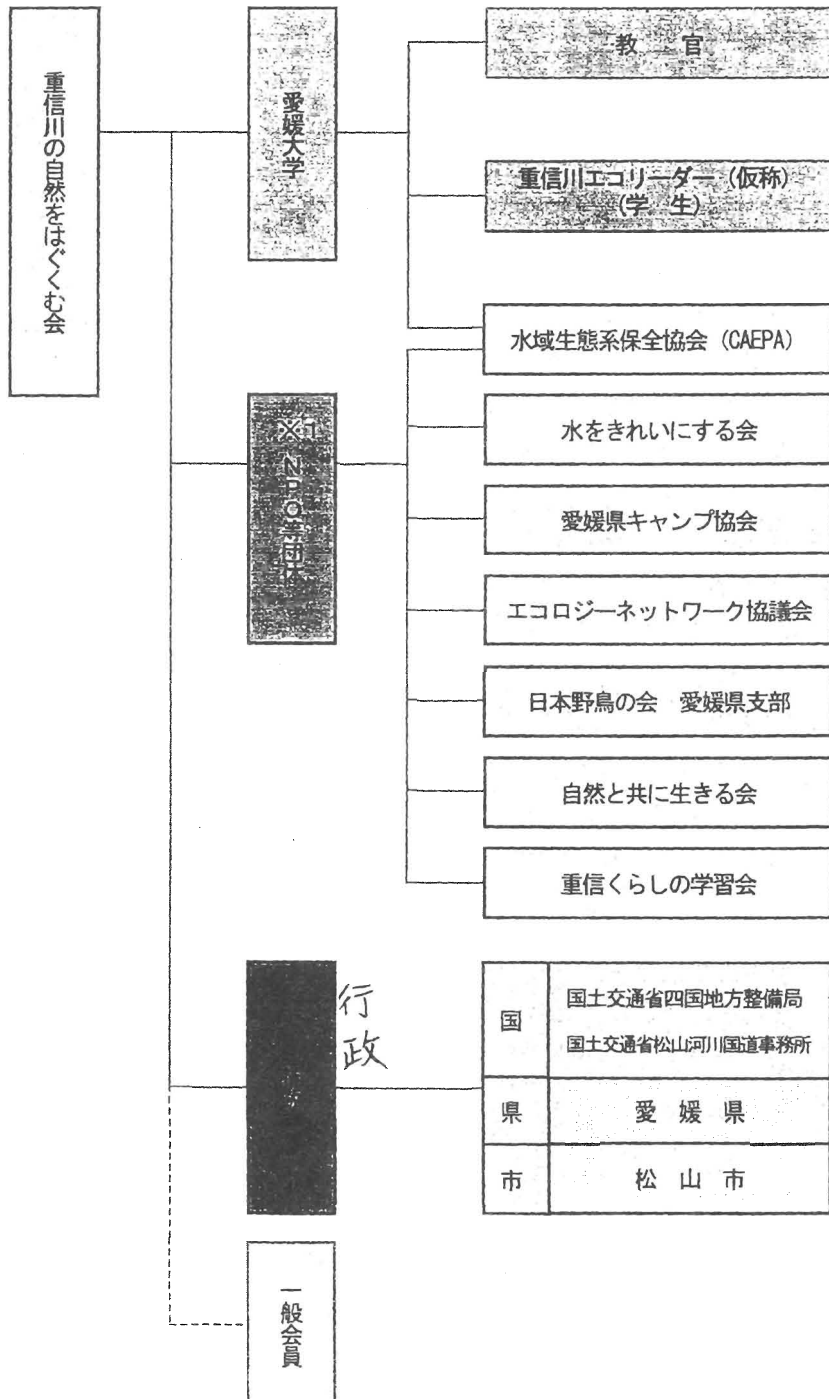 重信川の自然をはぐくむ会
愛媛大学
教　官
重信川エコリーダー（仮称）
（学　生）
水域生態系保全協会（CAEPA）
※1 NPO等団体
水をきれいにする会
愛媛県キャンプ協会
エコロジーネットワーク協議会
日本野鳥の会　愛媛県支部
自然と共に生きる会
重信くらしの学習会
行政
国
国土交通省四国地方整備局
国土交通省松山河川国道事務所
県
愛　媛　県
市
松　山　市
一般会員